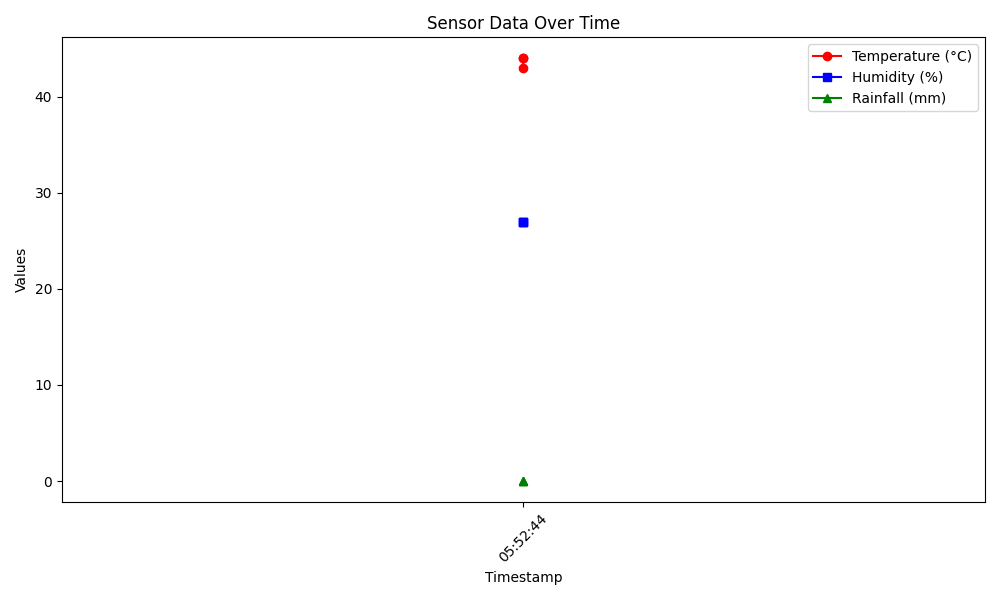 Sensor Data Over Time
Temperature (°C)
Humidity (%)
Rainfall (mm)
Values
40
30
20
10
0
05:52:44
Timestamp